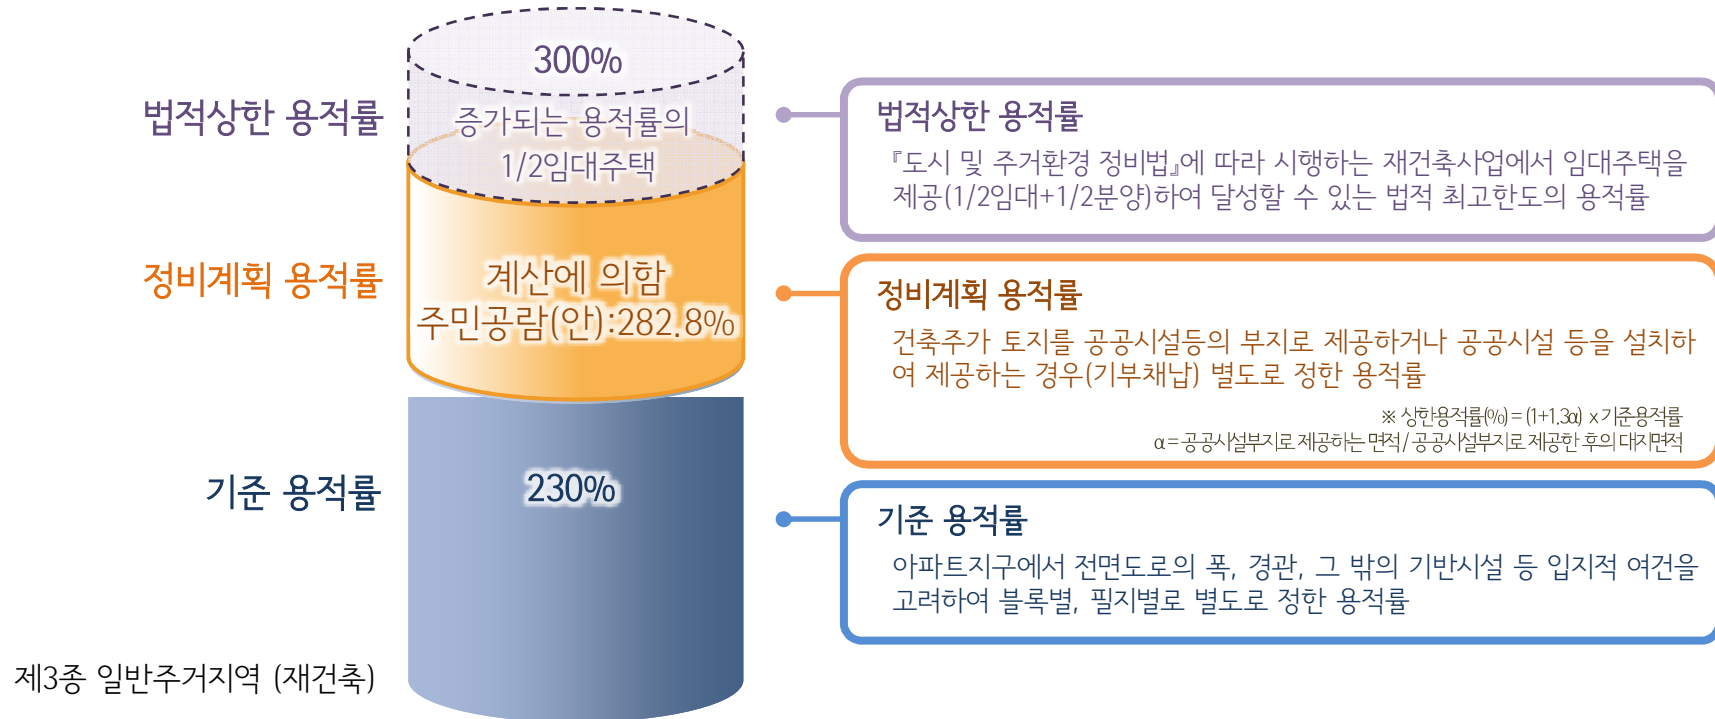 300%
법적상한 용적률
증가되는 용적률의
1/2임대주택
정비계획 용적률
계산에 의함
주민공람(안):282.8%
기준 용적률
230%
제3종 일반주거지역 (재건축)
법적상한 용적률
『도시 및 주거환경 정비법』에 따라 시행하는 재건축사업에서 임대주택을
제공(1/2임대+1/2분양)하여 달성할 수 있는 법적 최고한도의 용적률
정비계획 용적률
건축주가 토지를 공공시설등의 부지로 제공하거나 공공시설 등을 설치하
여 제공하는 경우(기부채납) 별도로 정한 용적률
※ 상한용적률(%) = (1+1.3α) x 기준용적률
α = 공공시설부지로 제공하는 면적 / 공공시설부지로 제공한 후의 대지면적
기준 용적률
아파트지구에서 전면도로의 폭, 경관, 그 밖의 기반시설 등 입지적 여건을
고려하여 블록별, 필지별로 별도로 정한 용적률